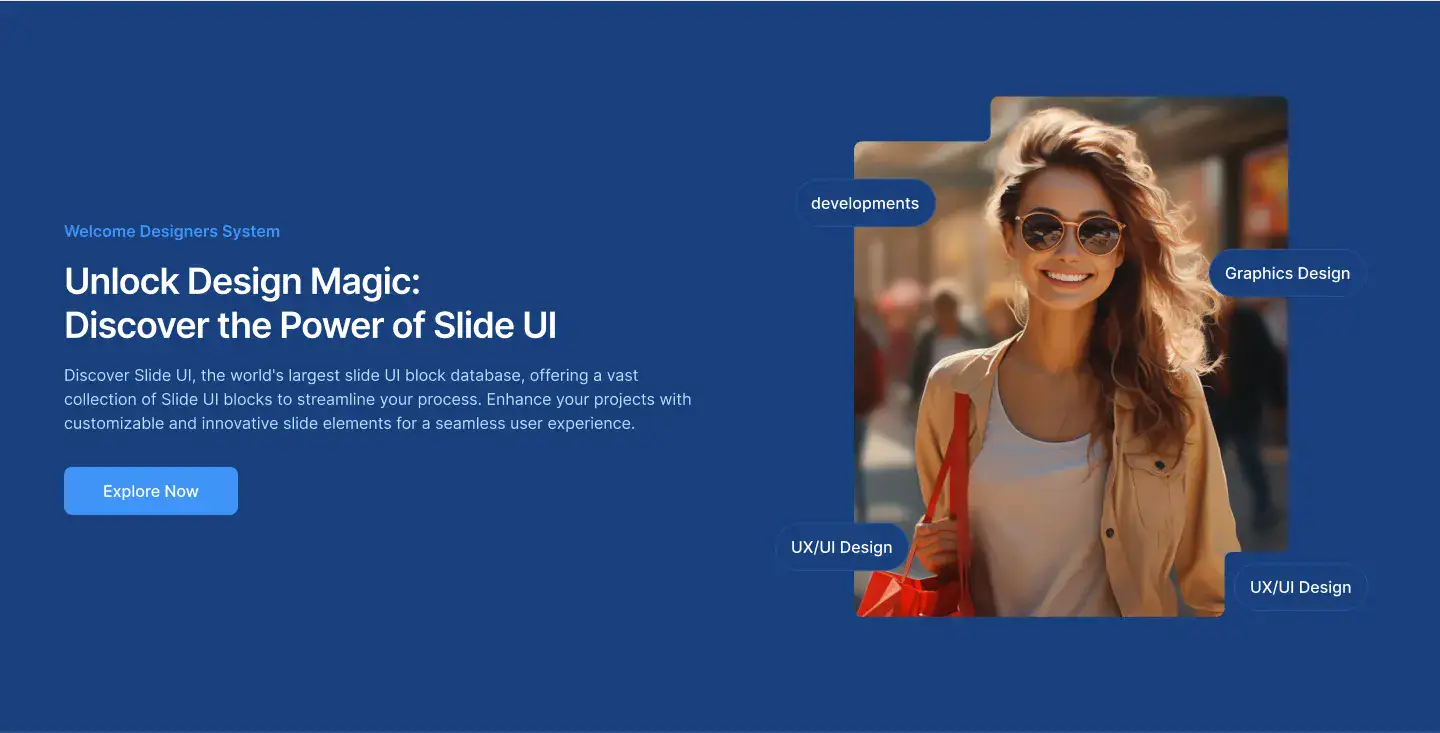 Welcome Designers System
Unlock Design Magic:
Discover the Power of Slide UI
Discover Slide UI, the world's largest slide UI block database, offering a vast
collection of Slide UI blocks to streamline your process. Enhance your projects with
customizable and innovative slide elements for a seamless user experience.
Explore Now
developments
Graphics Design
UX/UI Design
UX/UI Design